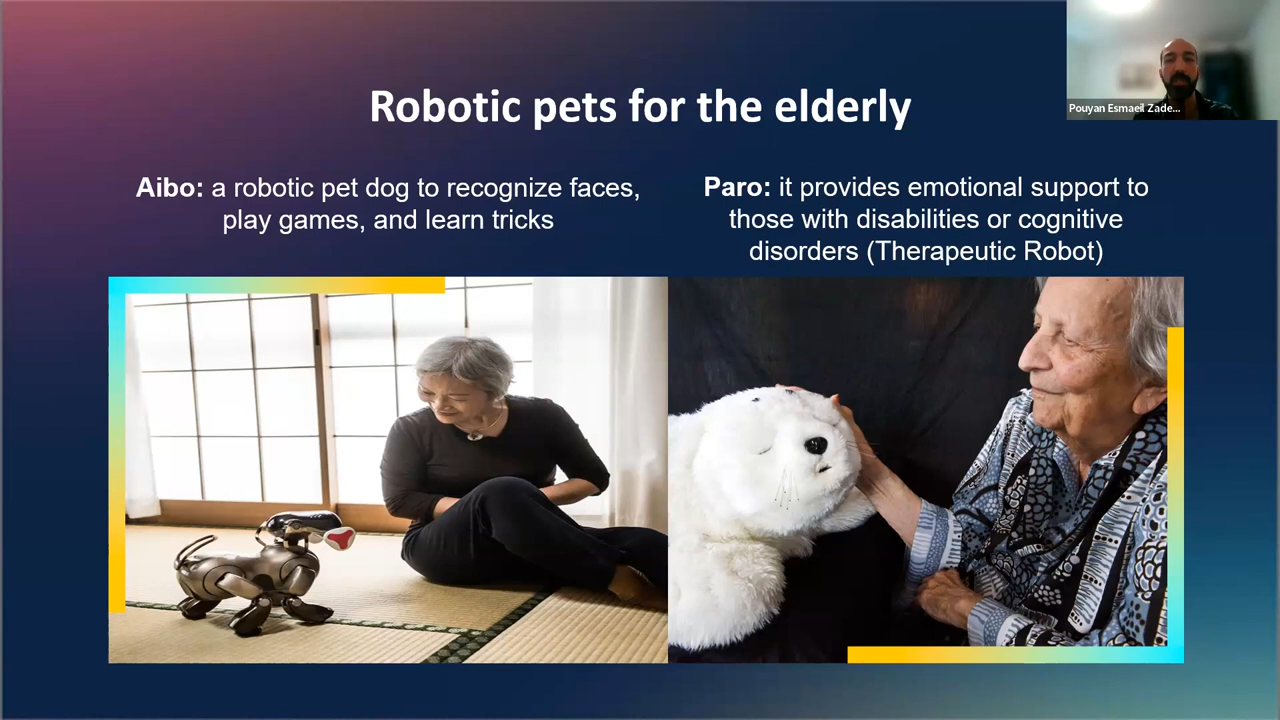 Robotic pets for the elderly
Pouyan Esmaeil Zade...
Aibo: a robotic pet dog to recognize faces,
play games, and learn tricks
Paro: it provides emotional support to
those with disabilities or cognitive
disorders (Therapeutic Robot)